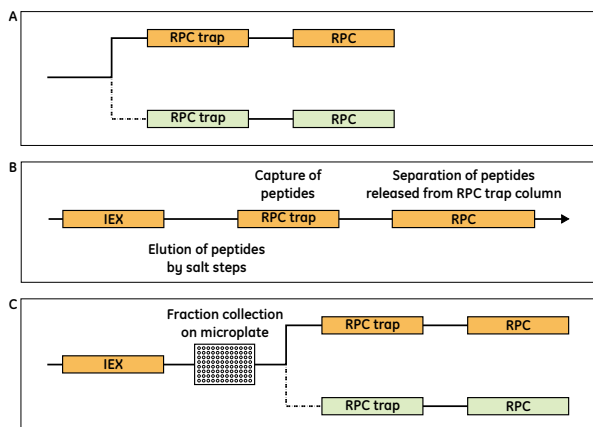 A
RPC trap
RPC
RPC trap
RPC
B
Capture of
peptides
Separation of peptides
released from RPC trap column
IEX
RPC trap
RPC
Elution of peptides
by salt steps
C
Fraction collection
on microplate
RPC trap
RPC
IEX
RPC trap
RPC